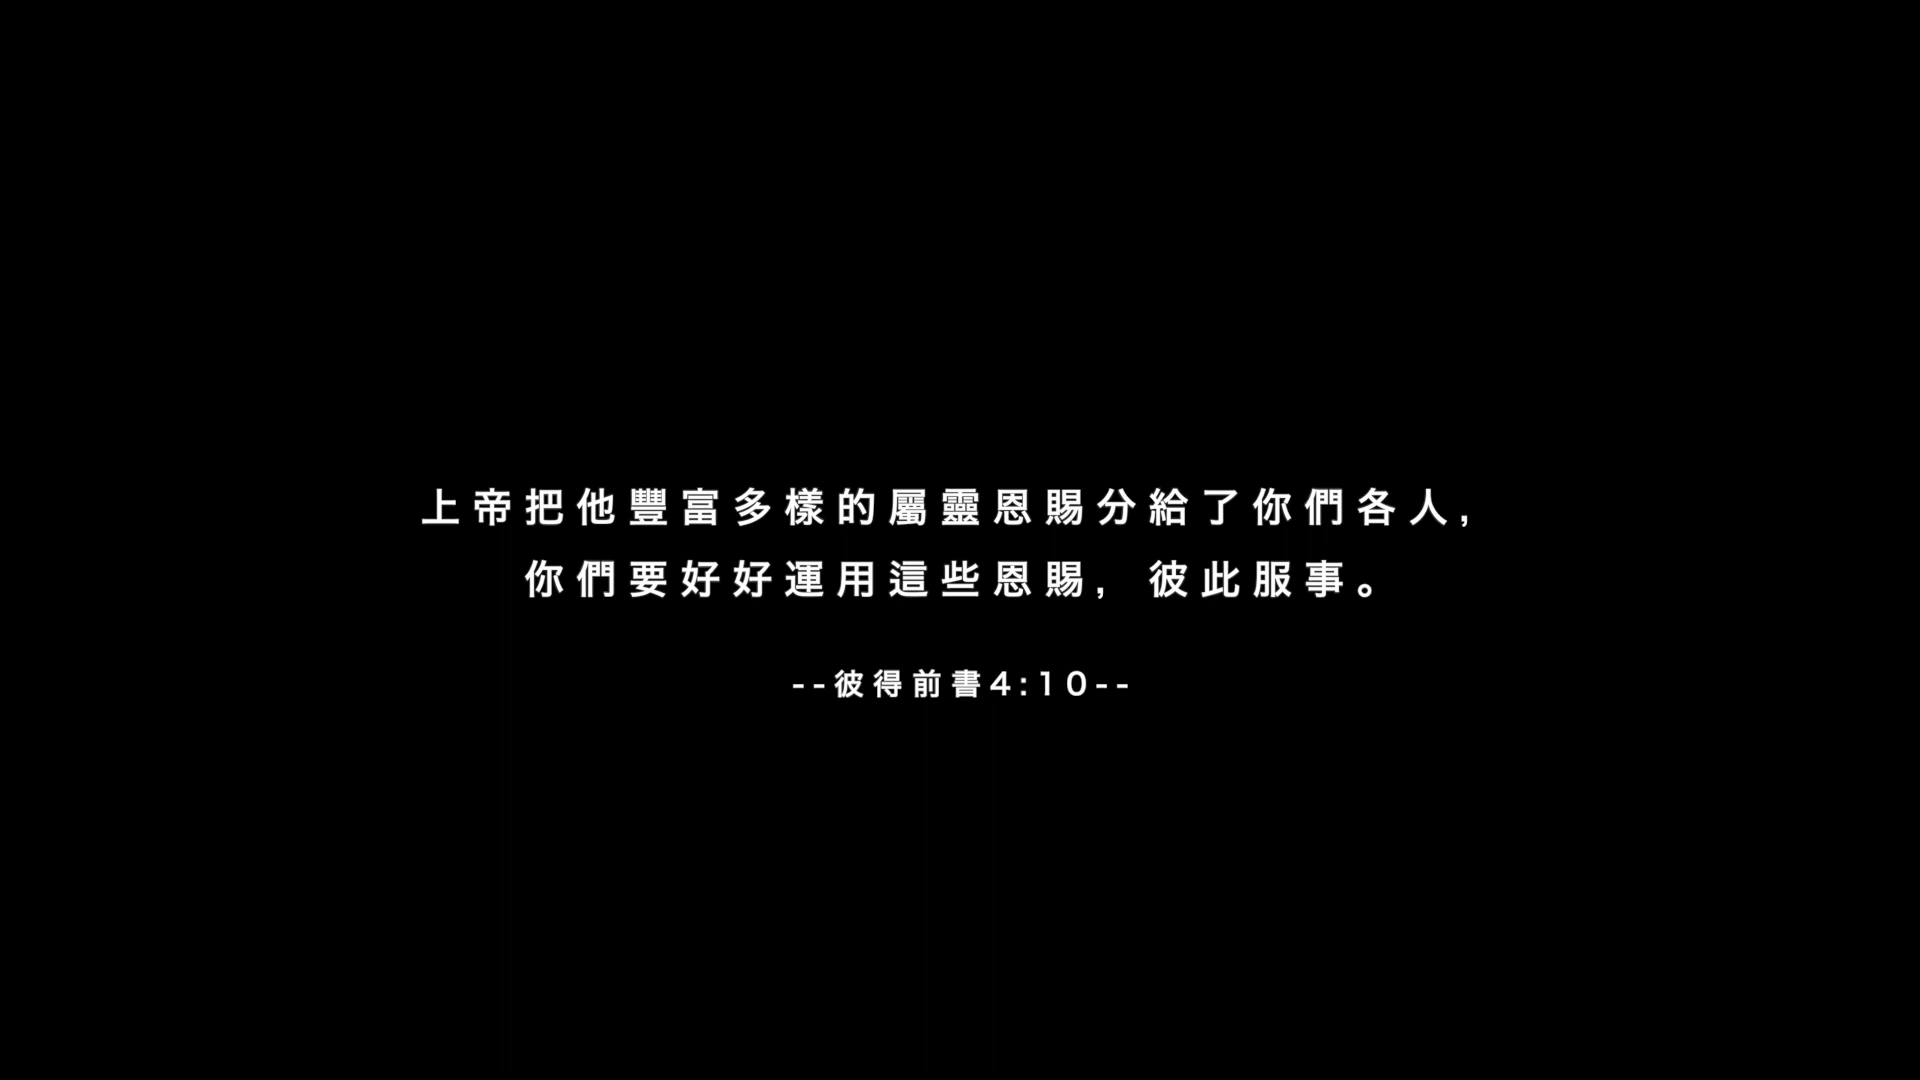 上帝把他豐富多樣的屬靈恩賜分給了你們各人,
你們要好好運用這些恩賜, 彼此服事。
--彼得前書4:10--